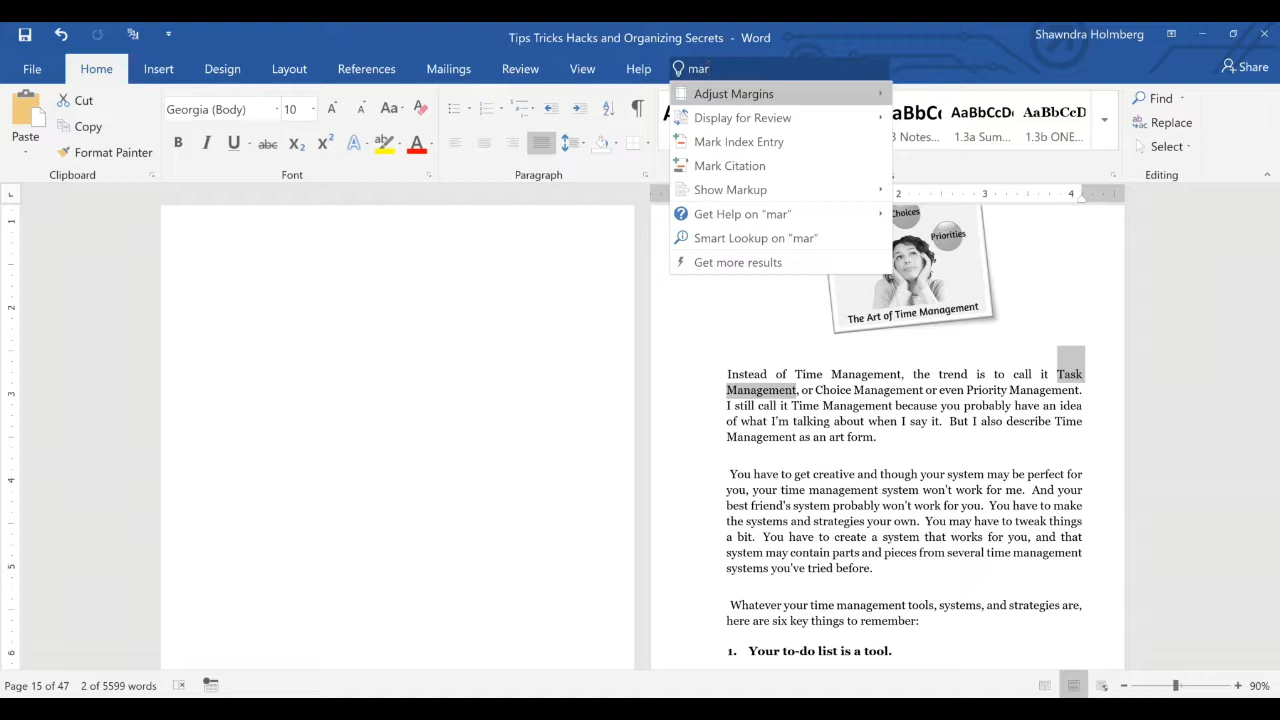 Tips Tricks Hacks and Organizing Secrets - Word
Shawndra Holmberg
File
Home
Insert
Design
Layout
References
Mailings
Review
View
Help
mar
Share
Paste
Cut
Copy
Format Painter
Clipboard
Georgia (Body)
10
Font
Paragraph
3 Notes...
1.3a Sum...
1.3b ONE...
Find
Replace
Select
Editing
Adjust Margins
Display for Review
Mark Index Entry
Mark Citation
Show Markup
Get Help on "mar"
Smart Lookup on "mar"
Get more results
2 3 4
1
2
3
4
5
6
Choices
Priorities
The Art of Time Management
Instead of Time Management, the trend is to call it Task
Management, or Choice Management or even Priority Management.
I still call it Time Management because you probably have an idea
of what I'm talking about when I say it. But I also describe Time
Management as an art form.
You have to get creative and though your system may be perfect for
you, your time management system won't work for me. And your
best friend's system probably won't work for you. You have to make
the systems and strategies your own. You may have to tweak things
a bit. You have to create a system that works for you, and that
system may contain parts and pieces from several time management
systems you've tried before.
Whatever your time management tools, systems, and strategies are,
here are six key things to remember:
1. Your to-do list is a tool.
Page 15 of 47
2 of 5599 words
90%